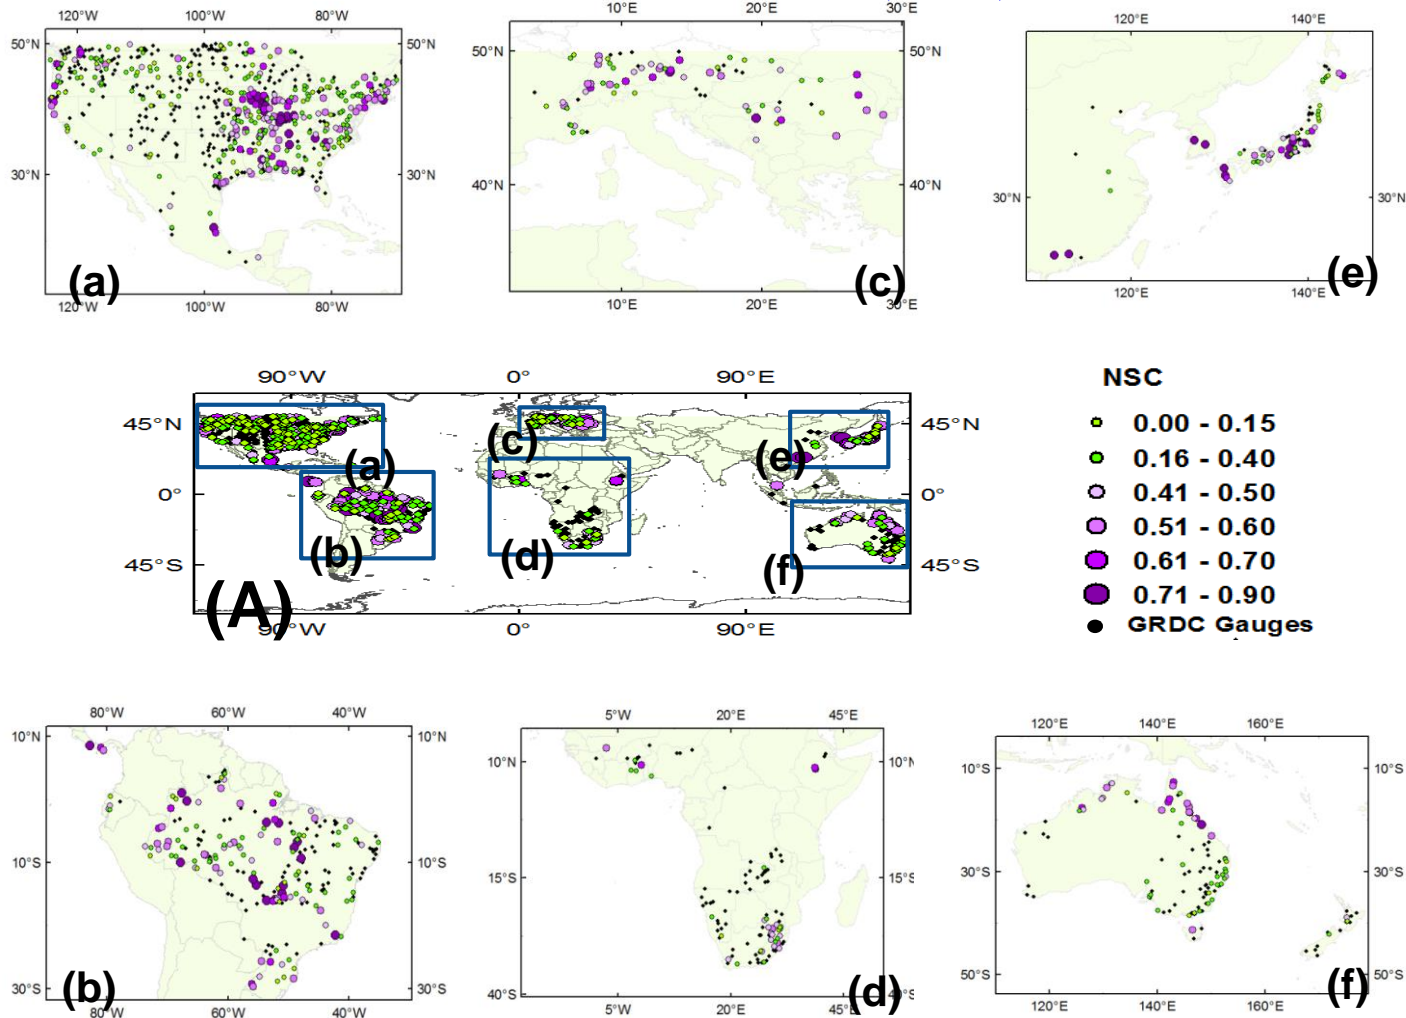 120°W 100°W 80°W
50°N 50°N
30°N 30°N
(a)
120°W 100°W 80°W
10°E 20°E 30°E
50°N 50°N
40°N 40°N
(c)
10°E 20°E 30°E
120°E 140°E
30°N 30°N
(e)
120°E 140°E
90°W 0° 90°E
45°N 45°N
0° 0°
45°S 45°S
(a)
(b)
(c)
(d)
(e)
(f)
(A)
90°W 0° 90°E
NSC
0.00 - 0.15
0.16 - 0.40
0.41 - 0.50
0.51 - 0.60
0.61 - 0.70
0.71 - 0.90
GRDC Gauges
80°W 60°W 40°W
10°N 10°N
10°S 10°S
30°S 30°S
(b)
80°W 60°W 40°W
5°W 20°E 45°E
10°N 10°N
15°S 15°S
40°S 40°S
(d)
5°W 20°E 45°E
120°E 140°E 160°E
10°S 10°S
30°S 30°S
50°S 50°S
(f)
120°E 140°E 160°E